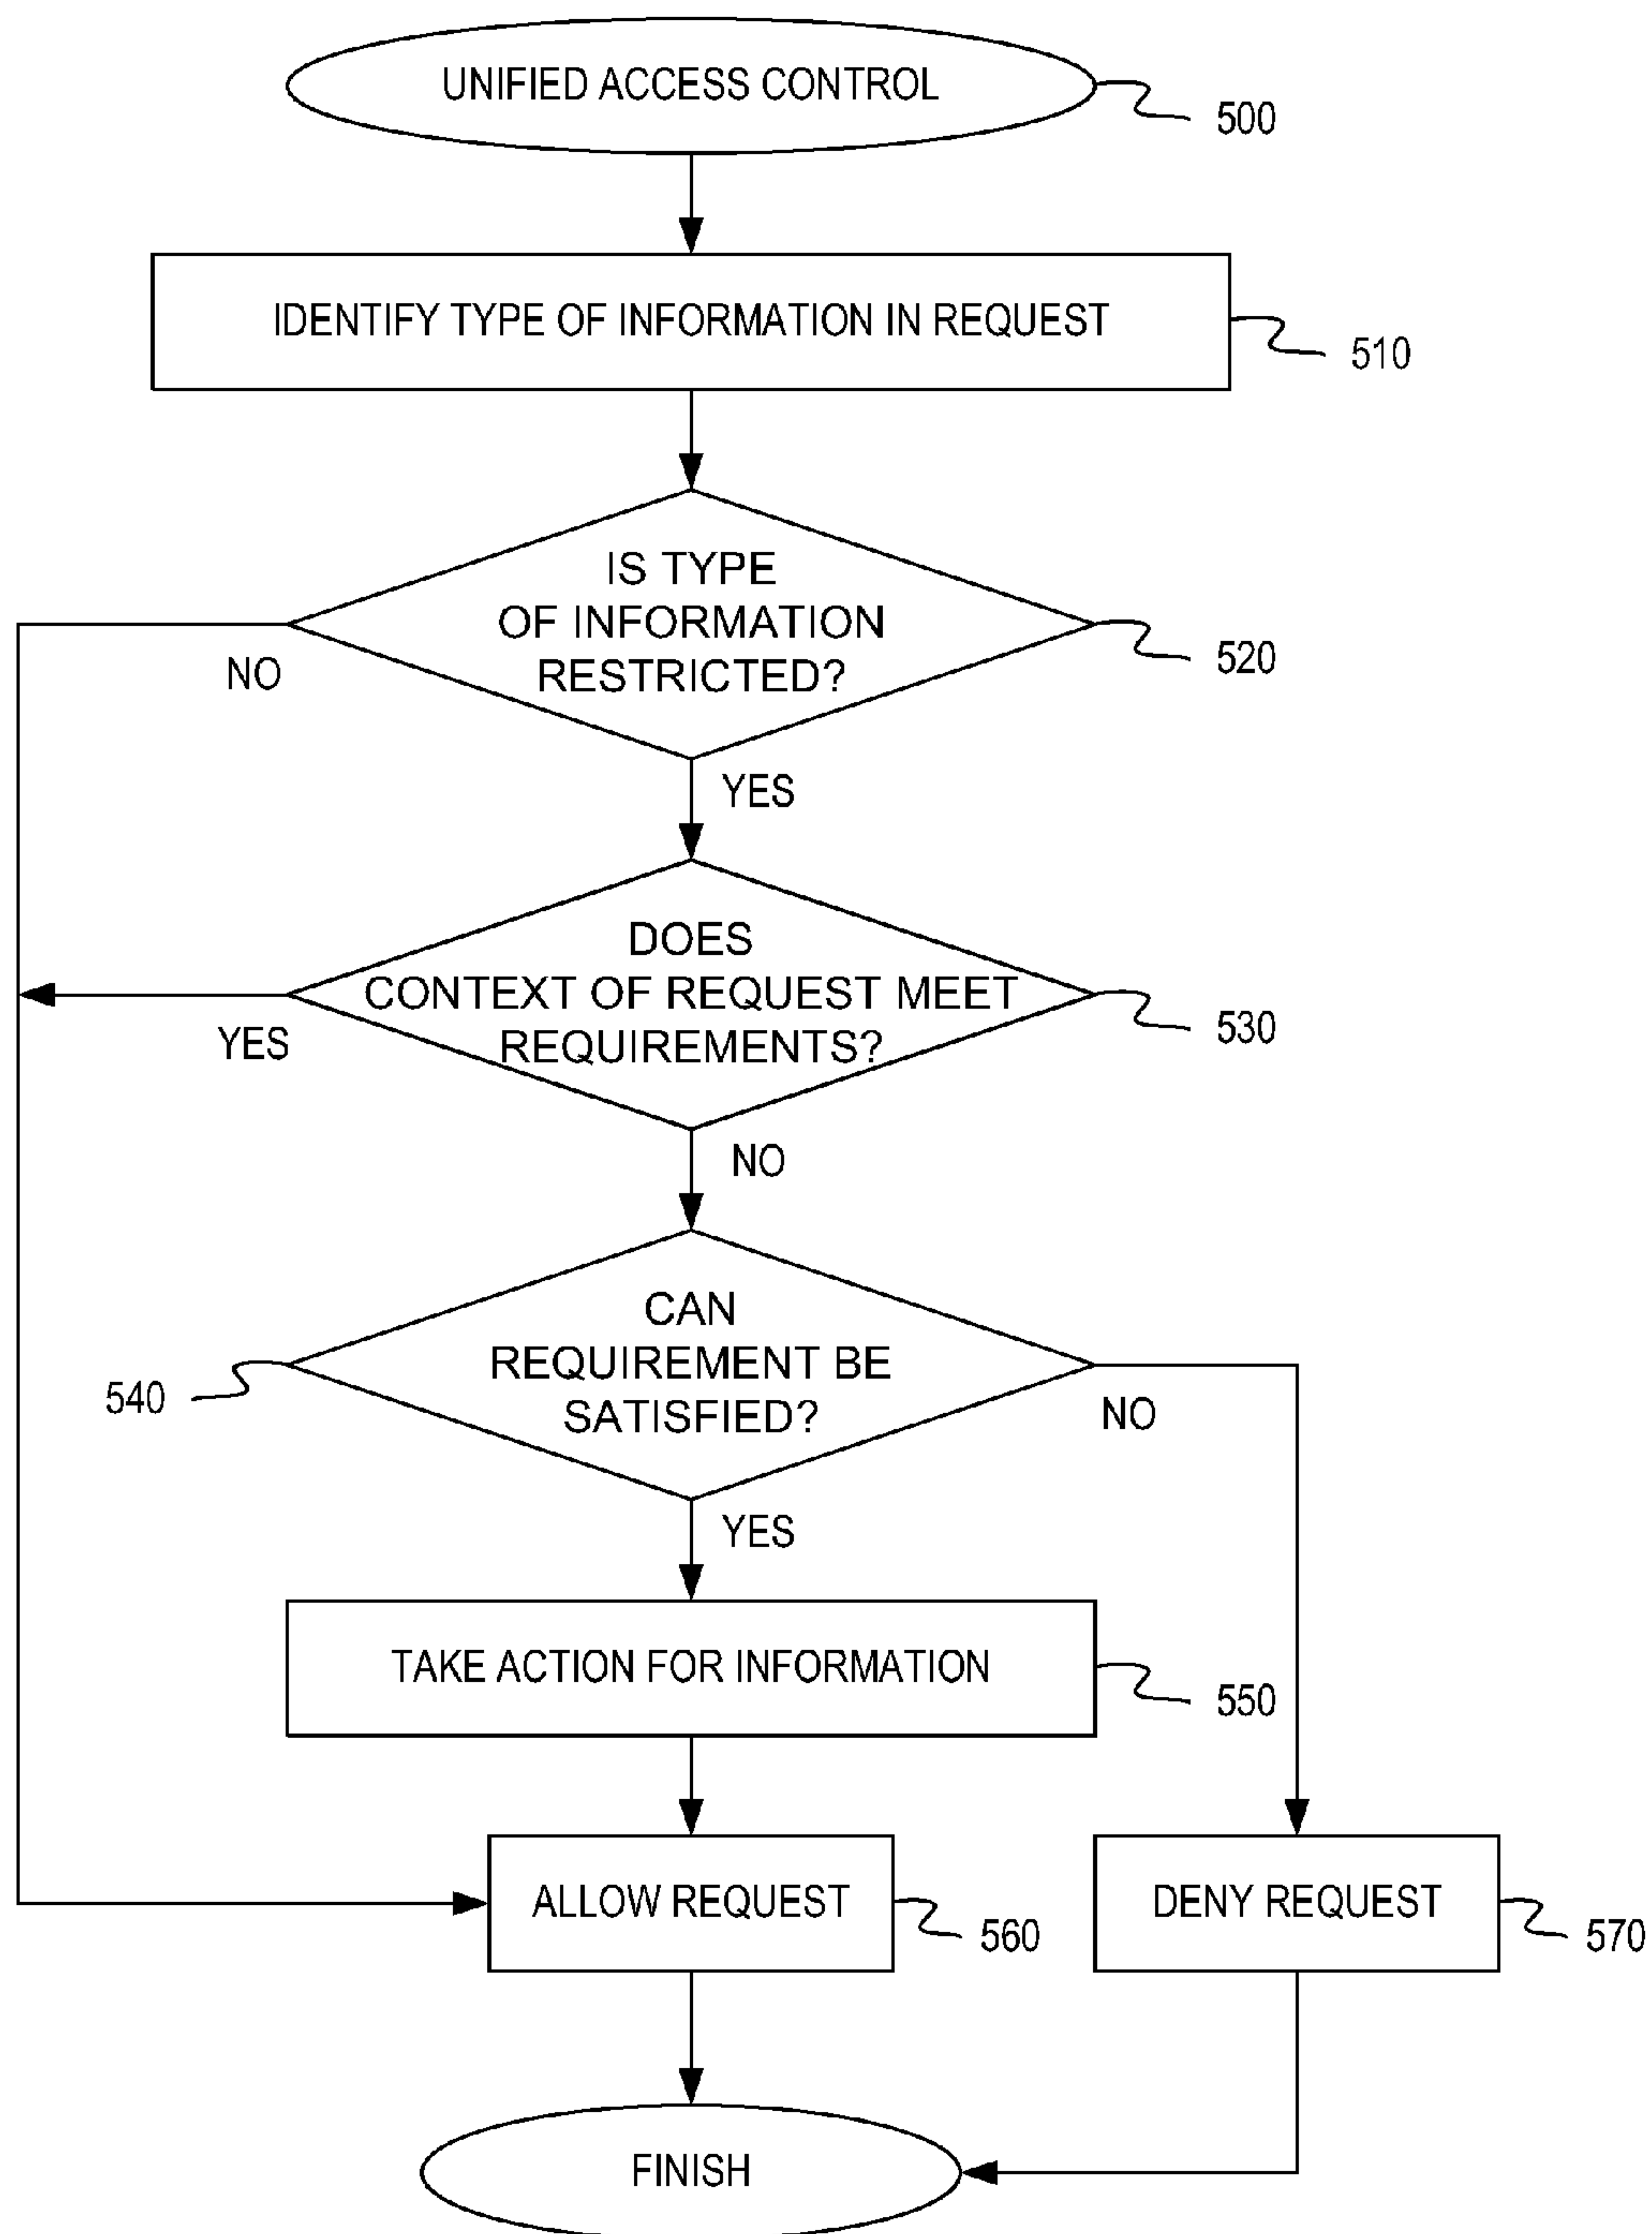 UNIFIED ACCESS CONTROL
500
IDENTIFY TYPE OF INFORMATION IN REQUEST
510
IS TYPE
OF INFORMATION
RESTRICTED?
520
NO
YES
DOES
CONTEXT OF REQUEST MEET
REQUIREMENTS?
530
YES
NO
CAN
REQUIREMENT BE
SATISFIED?
540
NO
YES
TAKE ACTION FOR INFORMATION
550
ALLOW REQUEST
560
DENY REQUEST
570
FINISH